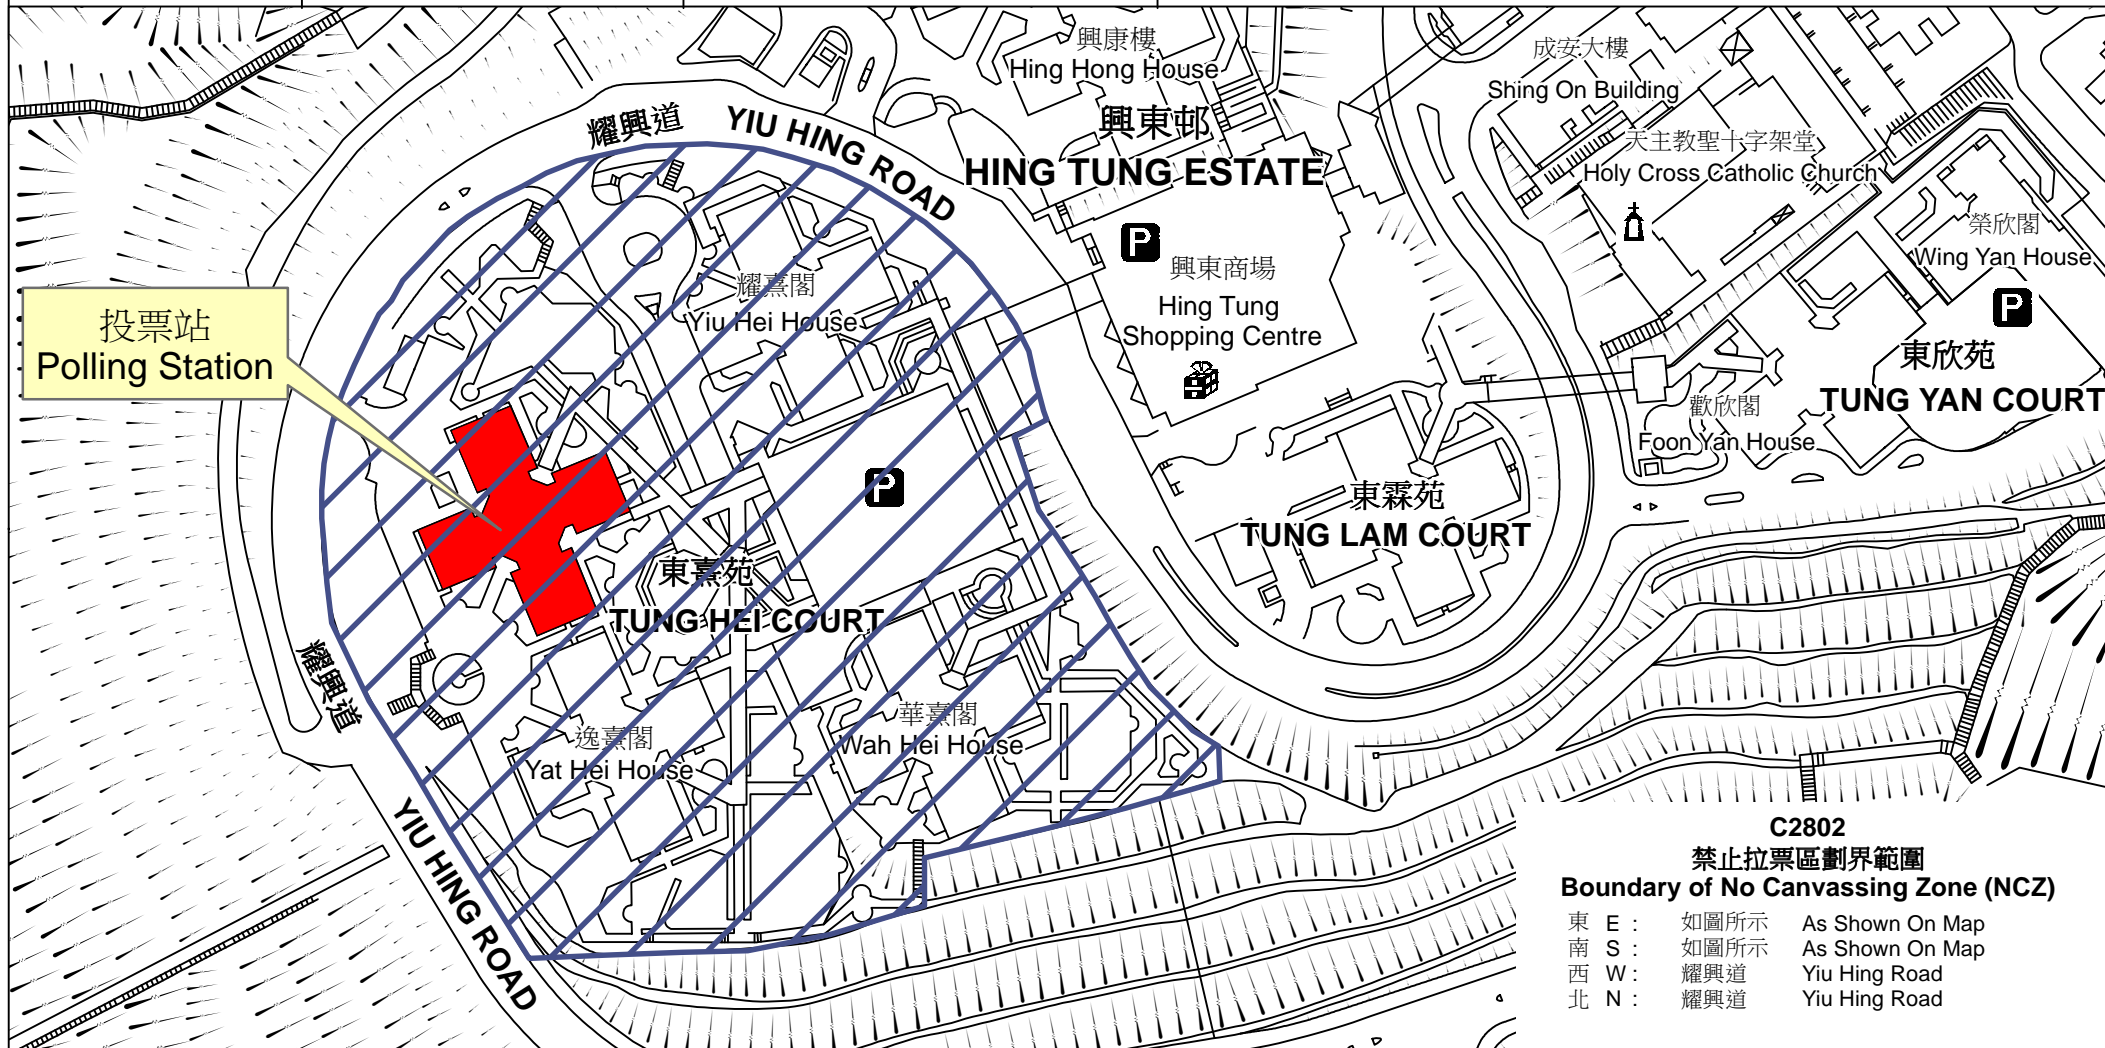 興康樓
Hing Hong House
成安大樓
Shing On Building
耀興道
YIU HING ROAD
興東邨
HING TUNG ESTATE
天主教聖十字架堂
Holy Cross Catholic Church
榮欣閣
Wing Yan House
P
P
興東商場
Hing Tung
Shopping Centre
耀熹閣
Yiu Hei House
投票站
Polling Station
東欣苑
TUNG YAN COURT
歡欣閣
Foon Yan House
P
東霖苑
TUNG LAM COURT
東熹苑
TUNG HEI COURT
耀興道
逸熹閣
Yat Hei House
華熹閣
Wah Hei House
YIU HING ROAD
C2802
禁止拉票區劃界範圍
Boundary of No Canvassing Zone (NCZ)
東 E : 如圖所示 As Shown On Map
南 S : 如圖所示 As Shown On Map
西 W : 耀興道 Yiu Hing Road
北 N : 耀興道 Yiu Hing Road